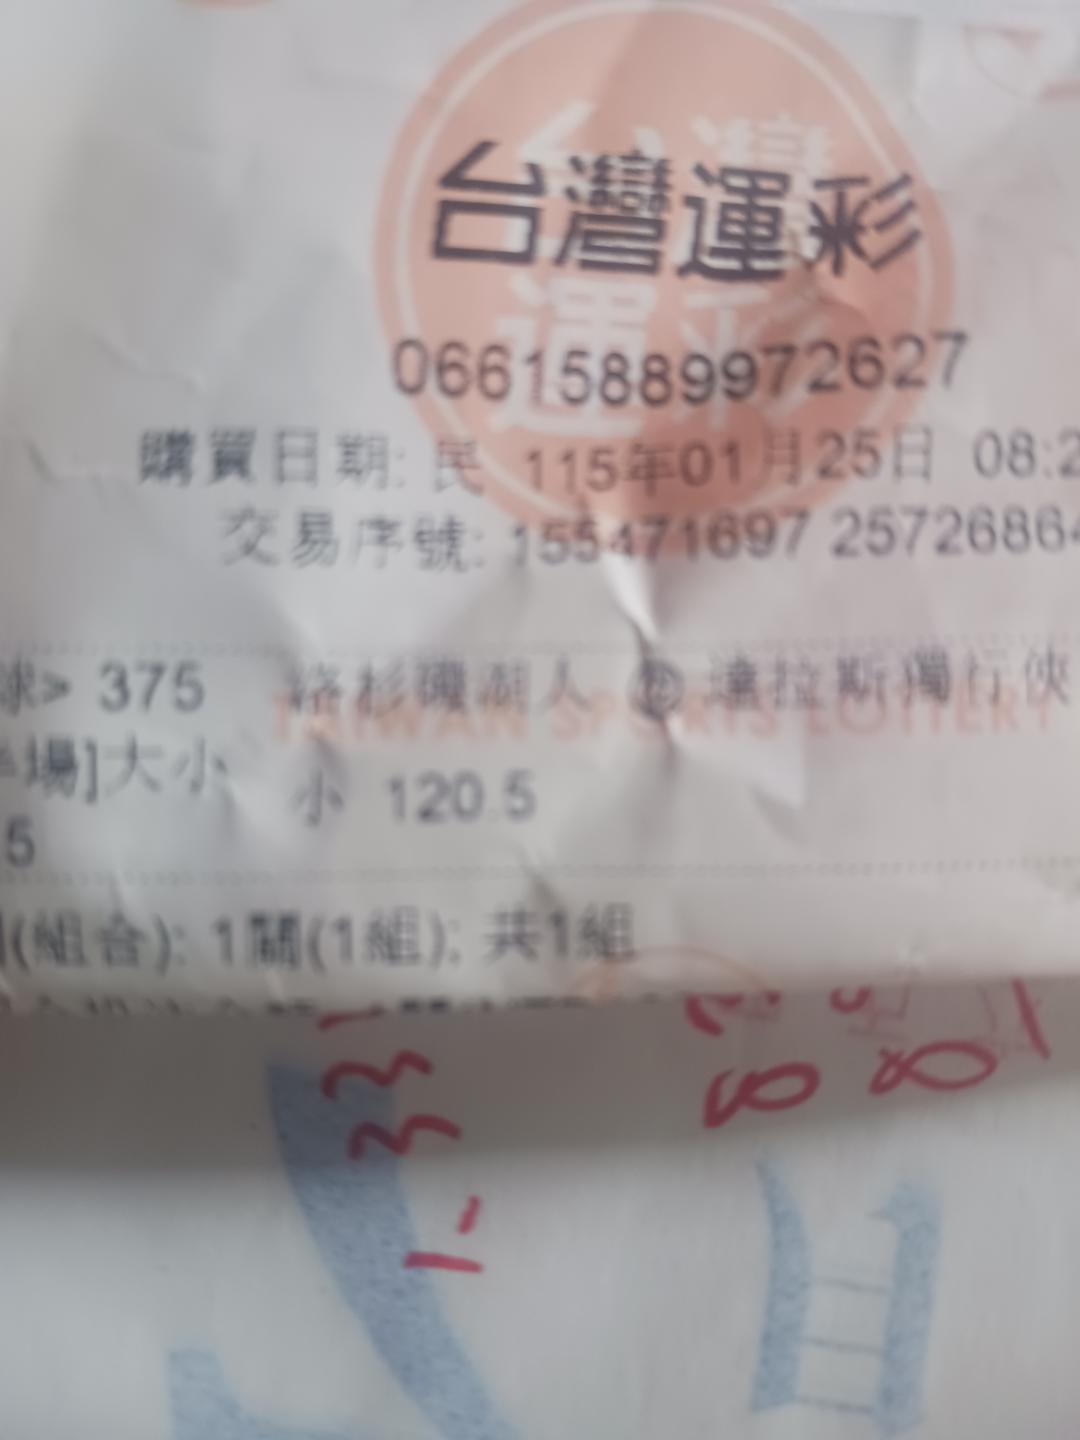 台灣運彩
06615889972627
購買日期: 民 115年01月25日 08:2
交易序號: 155471697 2572686
球> 375 洛杉磯湖人 @ 達拉斯獨行俠
TAIWAN SPORTS LOTTERY
半場]大小 小 120.5
5
(組合): 1關(1組); 共1組